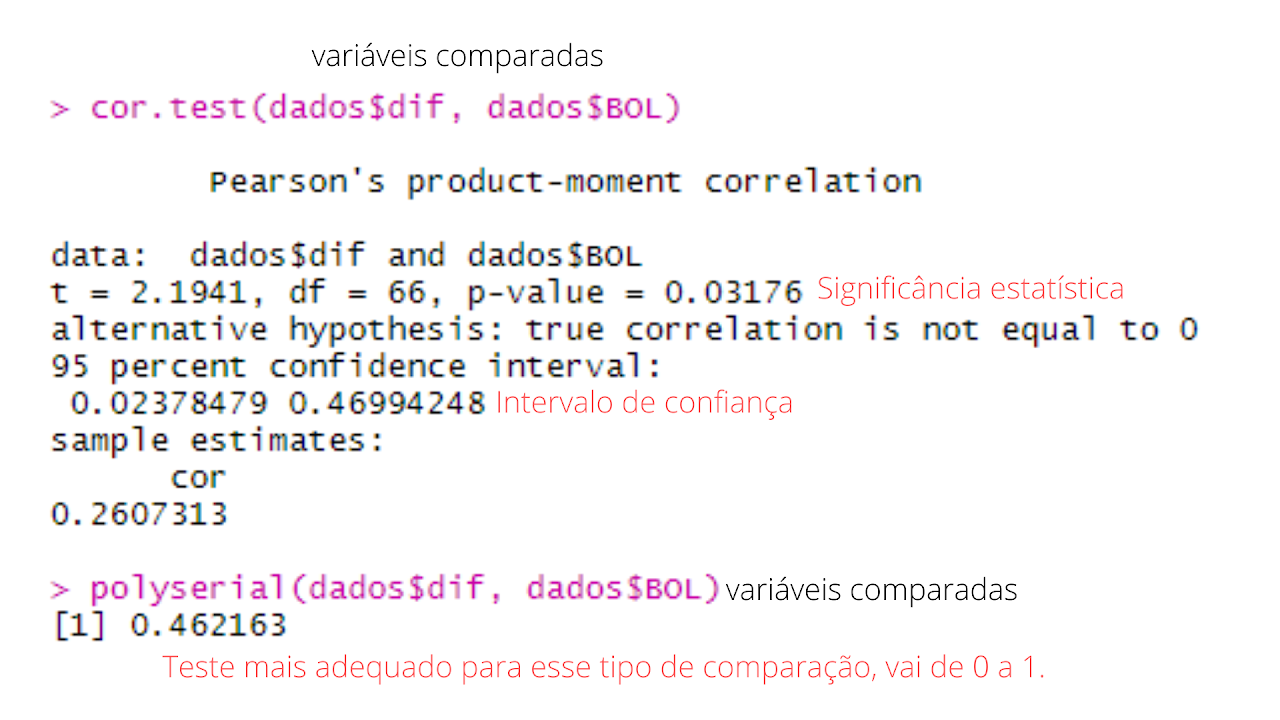 variáveis comparadas
> cor.test(dados$dif, dados$BOL)
Pearson's product-moment correlation
data:  dados$dif and dados$BOL
t = 2.1941, df = 66, p-value = 0.03176 Significância estatística
alternative hypothesis: true correlation is not equal to 0
95 percent confidence interval:
0.02378479 0.46994248 Intervalo de confiança
sample estimates:
cor
0.2607313
> polyserial(dados$dif, dados$BOL) variáveis comparadas
[1] 0.462163
Teste mais adequado para esse tipo de comparação, vai de 0 a 1.